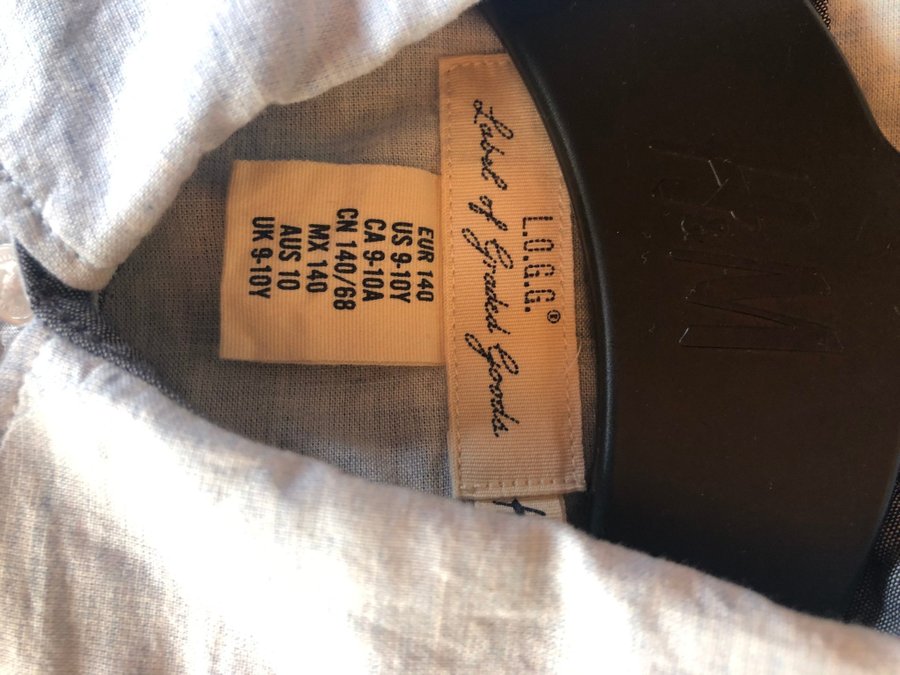 L.O.G.G.®
Label of Graded Goods
EUR 140
US 9-10Y
CA 9-10A
CN 140/68
MX 140
AUS 10
UK 9-10Y
H&M